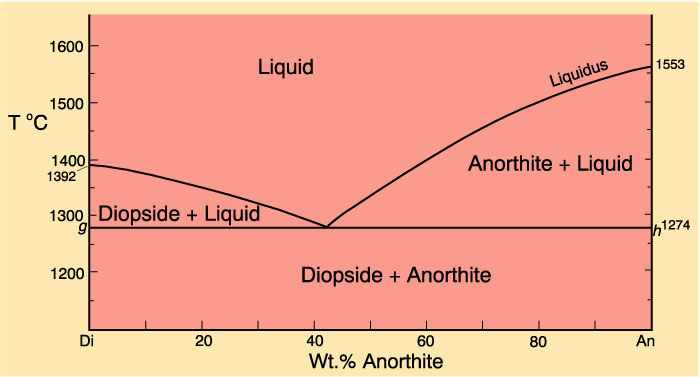 1600
Liquid
Liquidus
1553
1500
T °C
1400
1392
Anorthite + Liquid
1300
Diopside + Liquid
g
h 1274
1200
Diopside + Anorthite
Di 20 40 60 80 An
Wt.% Anorthite